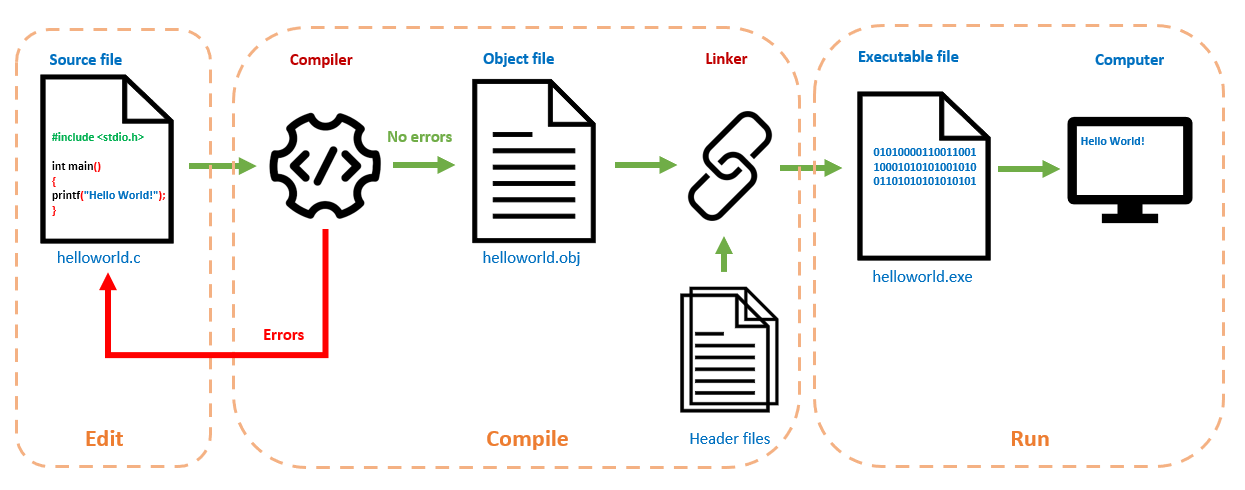 Source file
#include <stdio.h>
int main()
{
printf("Hello World!");
}
helloworld.c
Edit
Compiler
No errors
Errors
Object file
helloworld.obj
Linker
Header files
Compile
Executable file
01010000110011001
10001010101001010
01101010101010101
helloworld.exe
Computer
Hello World!
Run